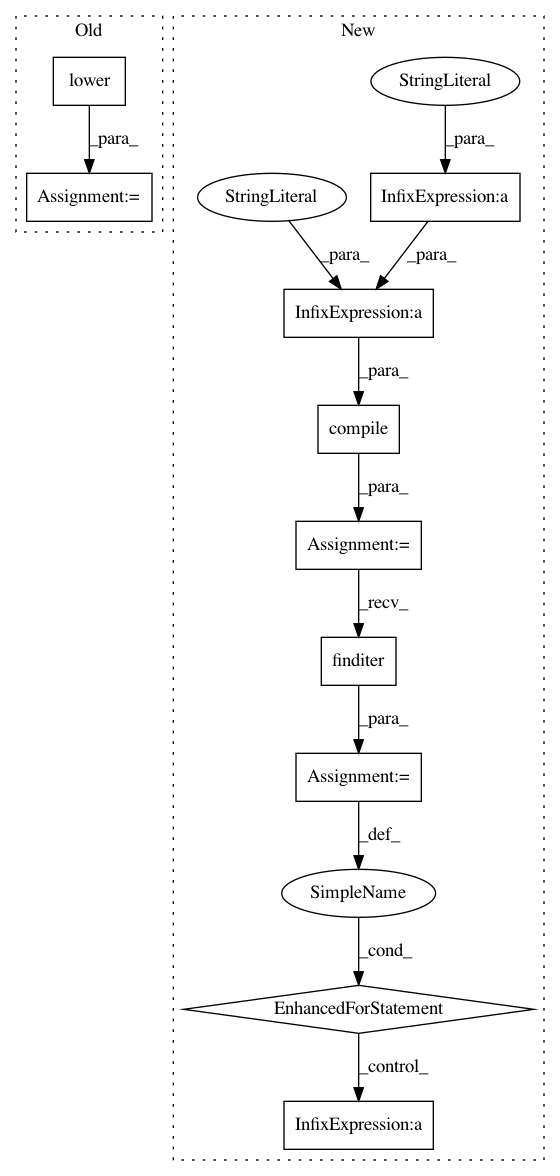 Old
New
lower
StringLiteral
_para_
_para_
Assignment:=
StringLiteral
InfixExpression:a
_para_
_para_
InfixExpression:a
_para_
compile
_para_
Assignment:=
_recv_
finditer
_para_
Assignment:=
_def_
SimpleName
_cond_
EnhancedForStatement
_control_
InfixExpression:a